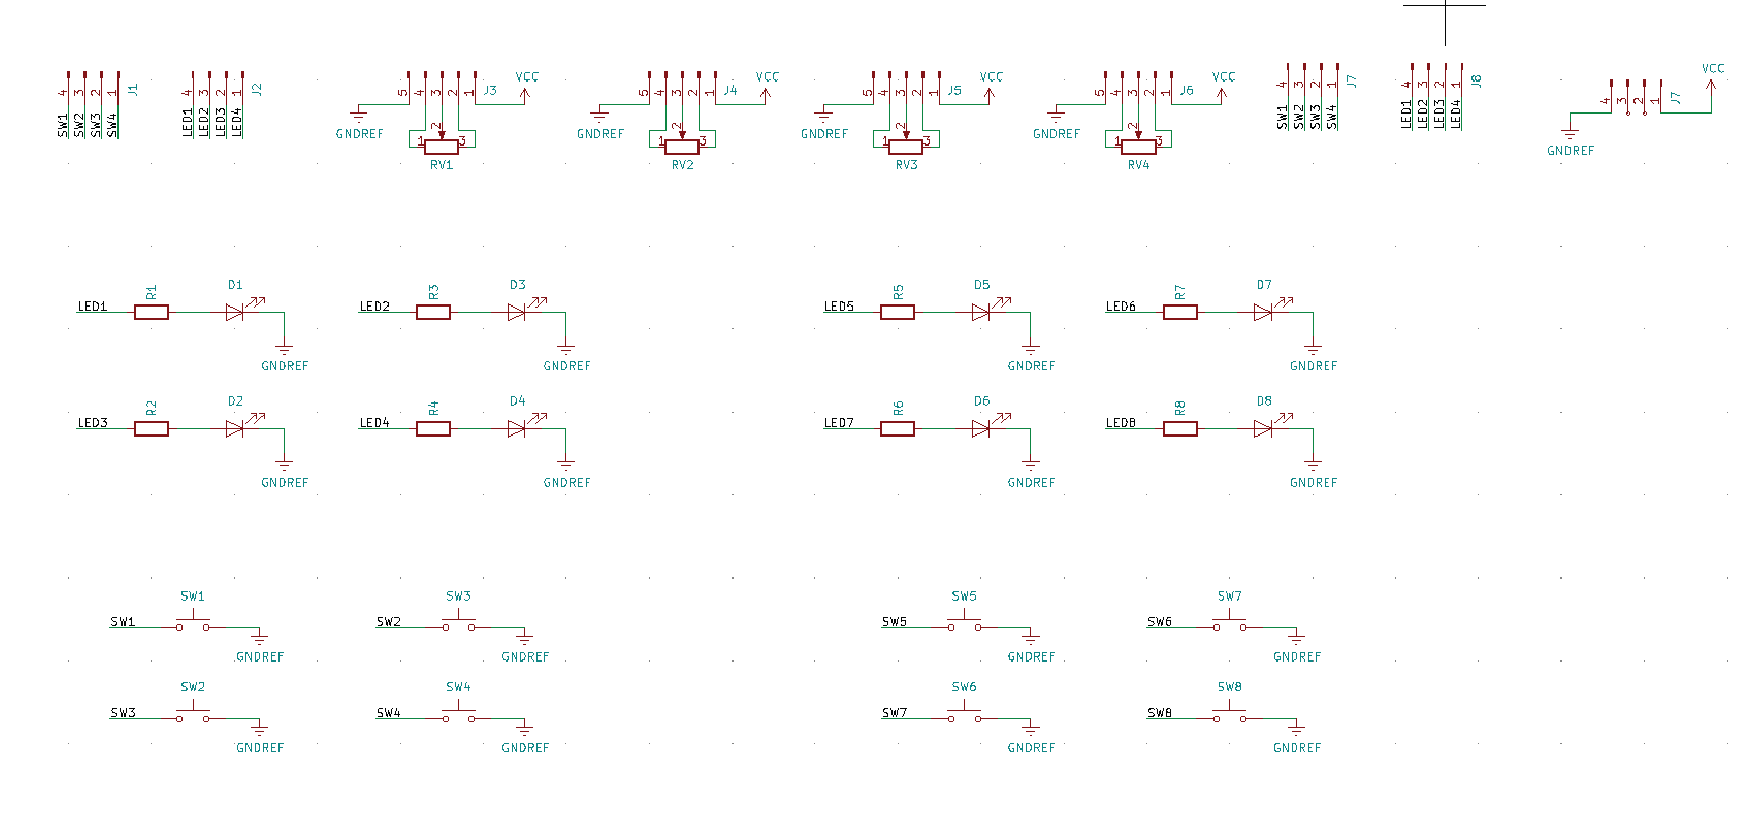 J1
4 3 2 1
SW1 SW2 SW3 SW4
J2
4 3 2 1
LED1 LED2 LED3 LED4
J3
5 4 3 2 1
VCC
GNDREF
1 2 3
RV1
J4
5 4 3 2 1
VCC
GNDREF
1 2 3
RV2
J5
5 4 3 2 1
VCC
GNDREF
1 2 3
RV3
J6
5 4 3 2 1
VCC
GNDREF
1 2 3
RV4
J7
4 3 2 1
SW1 SW2 SW3 SW4
J8
4 3 2 1
LED1 LED2 LED3 LED4
J7
4 3 2 1
VCC
GNDREF
LED1 R1 D1
GNDREF
LED2 R3 D3
GNDREF
LED5 R5 D5
GNDREF
LED6 R7 D7
GNDREF
LED3 R2 D2
GNDREF
LED4 R4 D4
GNDREF
LED7 R6 D6
GNDREF
LED8 R8 D8
GNDREF
SW1
SW1
GNDREF
SW3
SW2
GNDREF
SW5
SW5
GNDREF
SW7
SW6
GNDREF
SW2
SW3
GNDREF
SW4
SW4
GNDREF
SW6
SW7
GNDREF
SW8
SW8
GNDREF